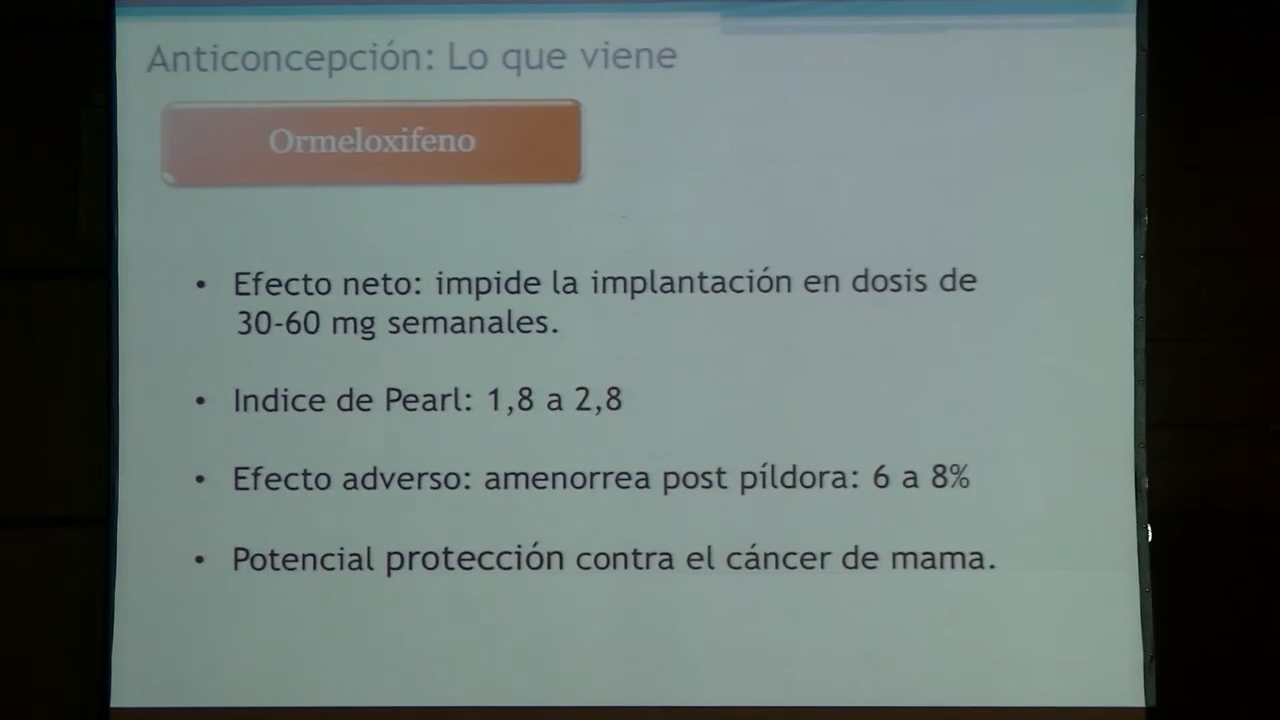 Anticoncepción: Lo que viene
Ormeloxifeno
• Efecto neto: impide la implantación en dosis de
30-60 mg semanales.
• Indice de Pearl: 1,8 a 2,8
• Efecto adverso: amenorrea post píldora: 6 a 8%
• Potencial protección contra el cáncer de mama.